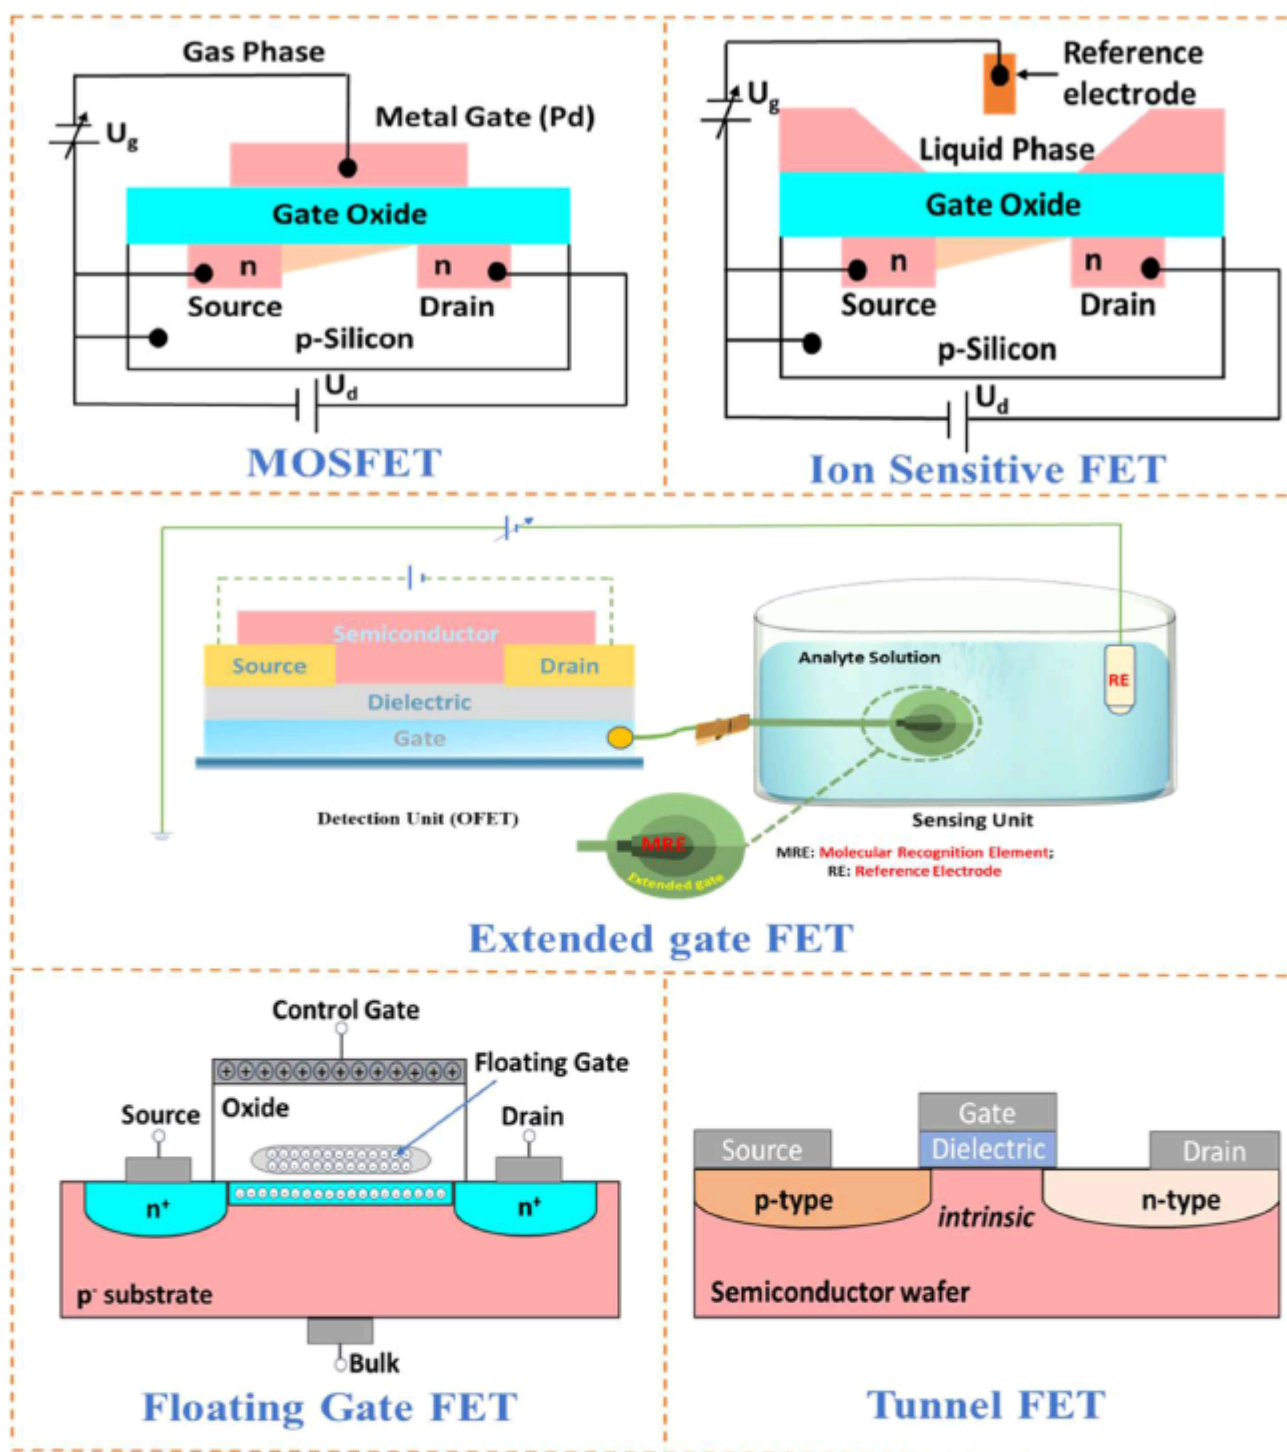 Gas Phase
Metal Gate (Pd)
Ug
Gate Oxide
n
n
Source
Drain
p-Silicon
Ud
MOSFET
Reference
electrode
Ug
Liquid Phase
Gate Oxide
n
n
Source
Drain
p-Silicon
Ud
Ion Sensitive FET
Semiconductor
Source
Drain
Dielectric
Gate
Detection Unit (OFET)
Analyte Solution
RE
Sensing Unit
MRE
Extended gate
MRE: Molecular Recognition Element;
RE: Reference Electrode
Extended gate FET
Control Gate
Floating Gate
Source
Oxide
Drain
n+
n+
p- substrate
Bulk
Floating Gate FET
Gate
Source
Dielectric
Drain
p-type
intrinsic
n-type
Semiconductor wafer
Tunnel FET